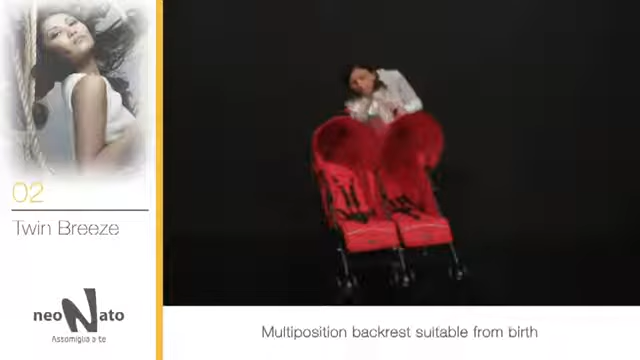 02
Twin Breeze
neoNato
Assomiglia a te
Multiposition backrest suitable from birth